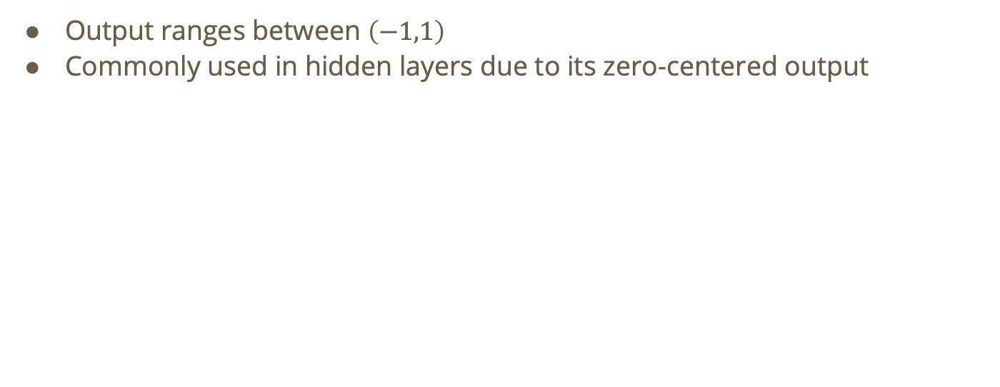 ● Output ranges between (−1,1)
● Commonly used in hidden layers due to its zero-centered output